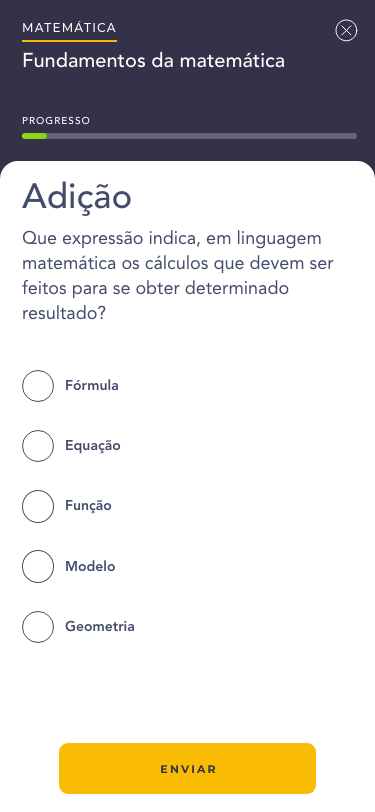 MATEMÁTICA
Fundamentos da matemática
PROGRESSO
Adição
Que expressão indica, em linguagem
matemática os cálculos que devem ser
feitos para se obter determinado
resultado?
Fórmula
Equação
Função
Modelo
Geometria
ENVIAR